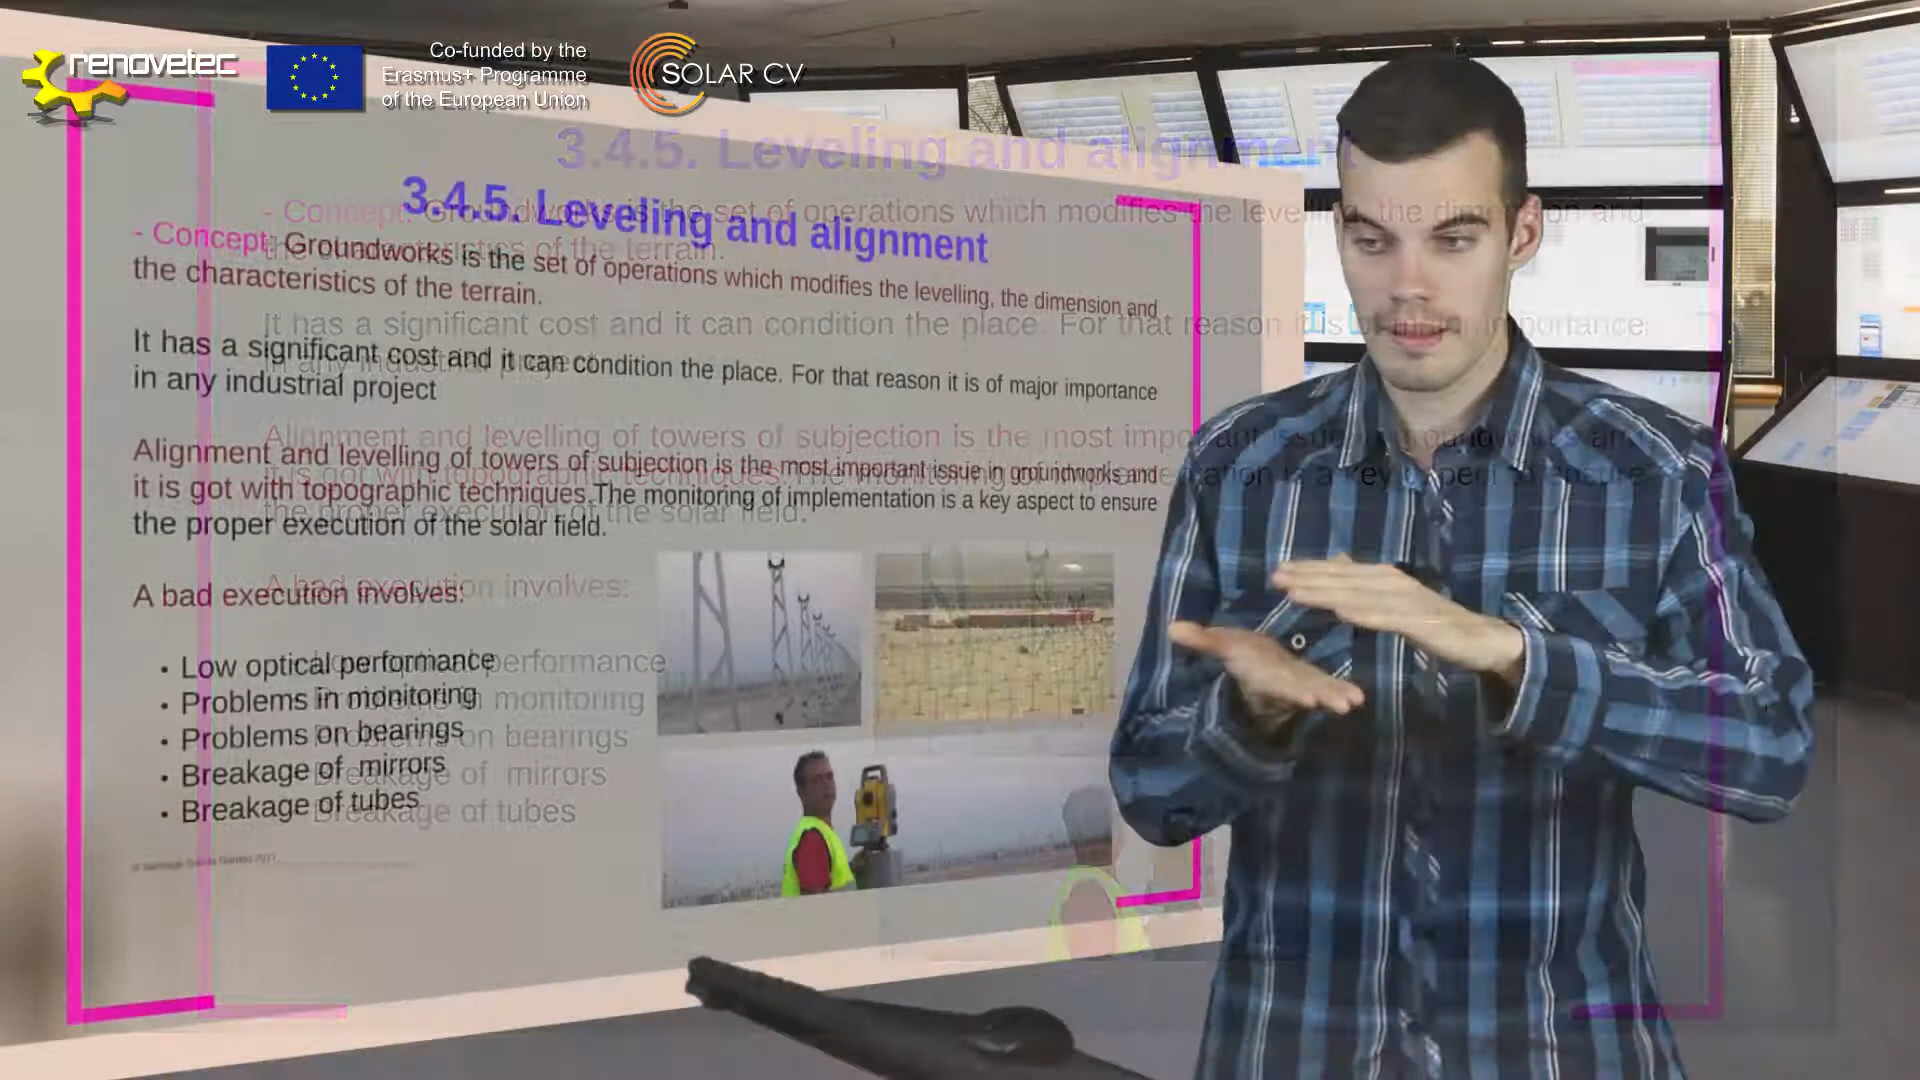 renovetec
Co-funded by the
Erasmus+ Programme
of the European Union
SOLAR CV
3.4.5. Leveling and alignment
- Concept: Groundworks is the set of operations which modifies the levelling, the dimension and
the characteristics of the terrain.
It has a significant cost and it can condition the place. For that reason it is of major importance
in any industrial project
Alignment and levelling of towers of subjection is the most important issue in groundworks and
it is got with topographic techniques.The monitoring of implementation is a key aspect to ensure
the proper execution of the solar field.
A bad execution involves:
• Low optical performance
• Problems in monitoring
• Problems on bearings
• Breakage of mirrors
• Breakage of tubes